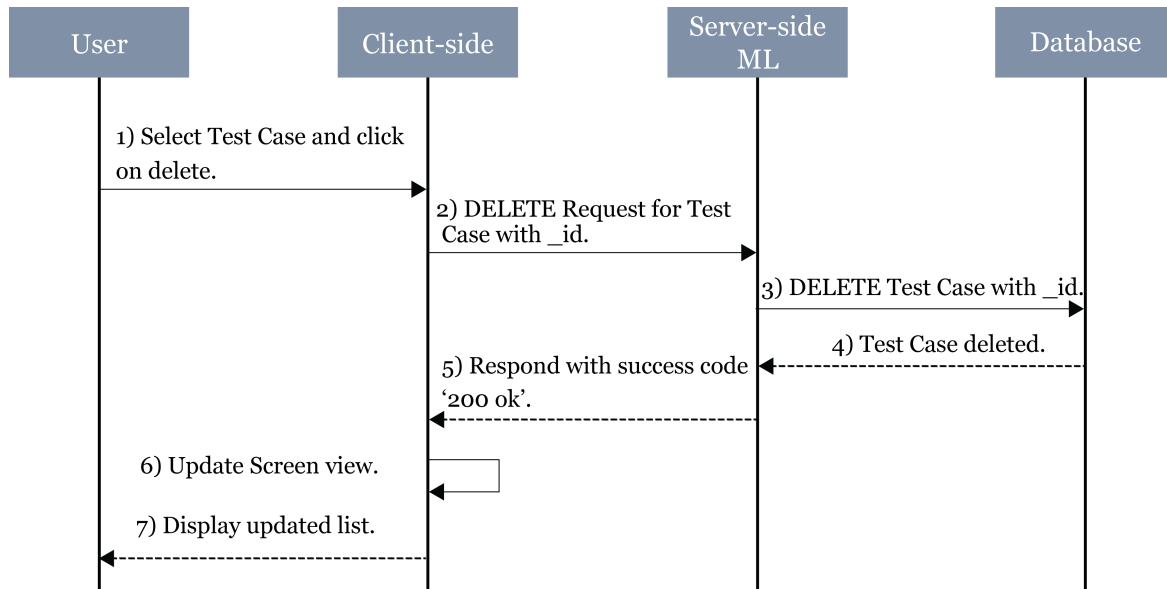 User
Client-side
Server-side
ML
Database
1) Select Test Case and click
on delete.
2) DELETE Request for Test
Case with _id.
3) DELETE Test Case with _id.
4) Test Case deleted.
5) Respond with success code
‘200 ok’.
6) Update Screen view.
7) Display updated list.